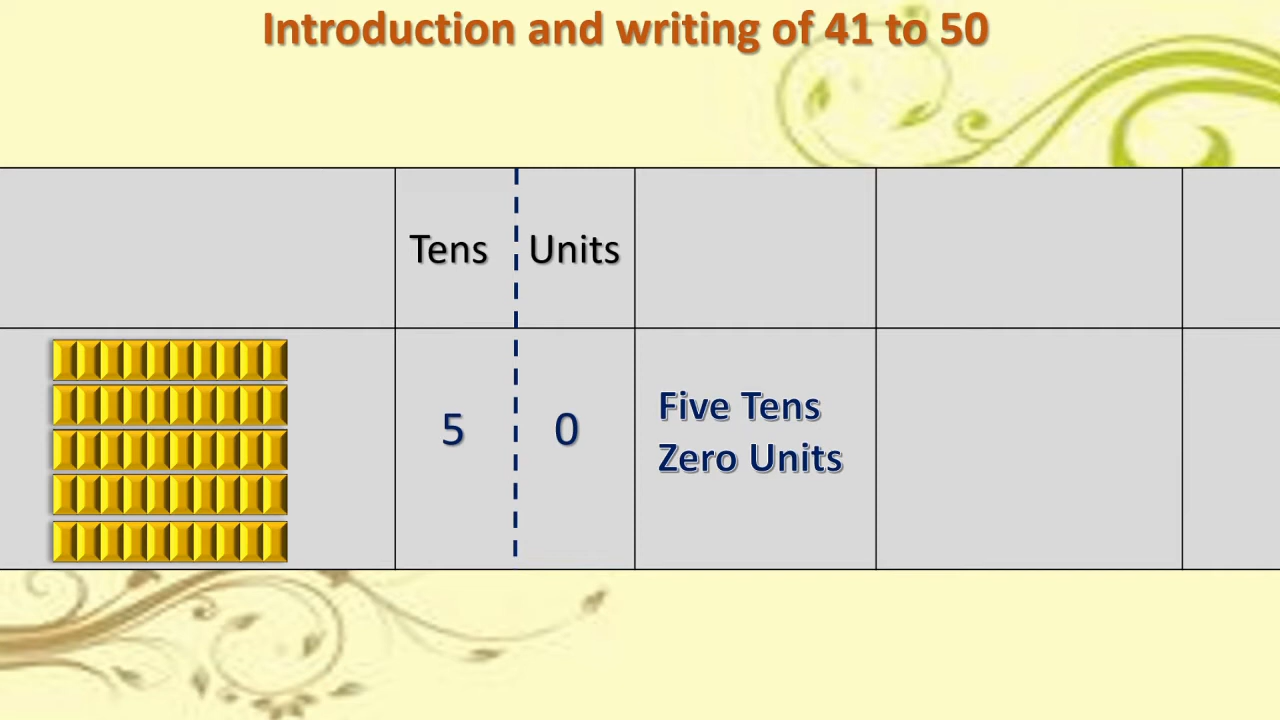 Introduction and writing of 41 to 50
Tens Units
5 0
Five Tens
Zero Units